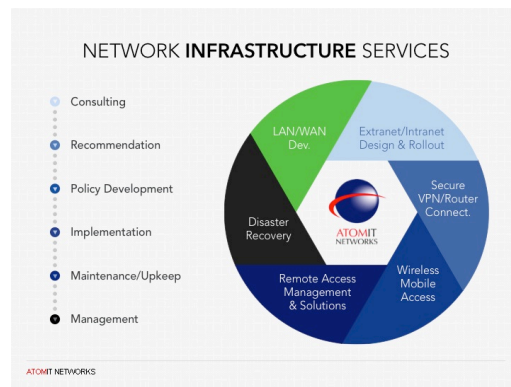 NETWORK INFRASTRUCTURE SERVICES
Consulting
Recommendation
Policy Development
Implementation
Maintenance/Upkeep
Management
LAN/WAN
Dev.
Extranet/Intranet
Design & Rollout
Secure
VPN/Router
Connect.
Wireless
Mobile
Access
Remote Access
Management
& Solutions
Disaster
Recovery
ATOMIT
NETWORKS
ATOMIT NETWORKS